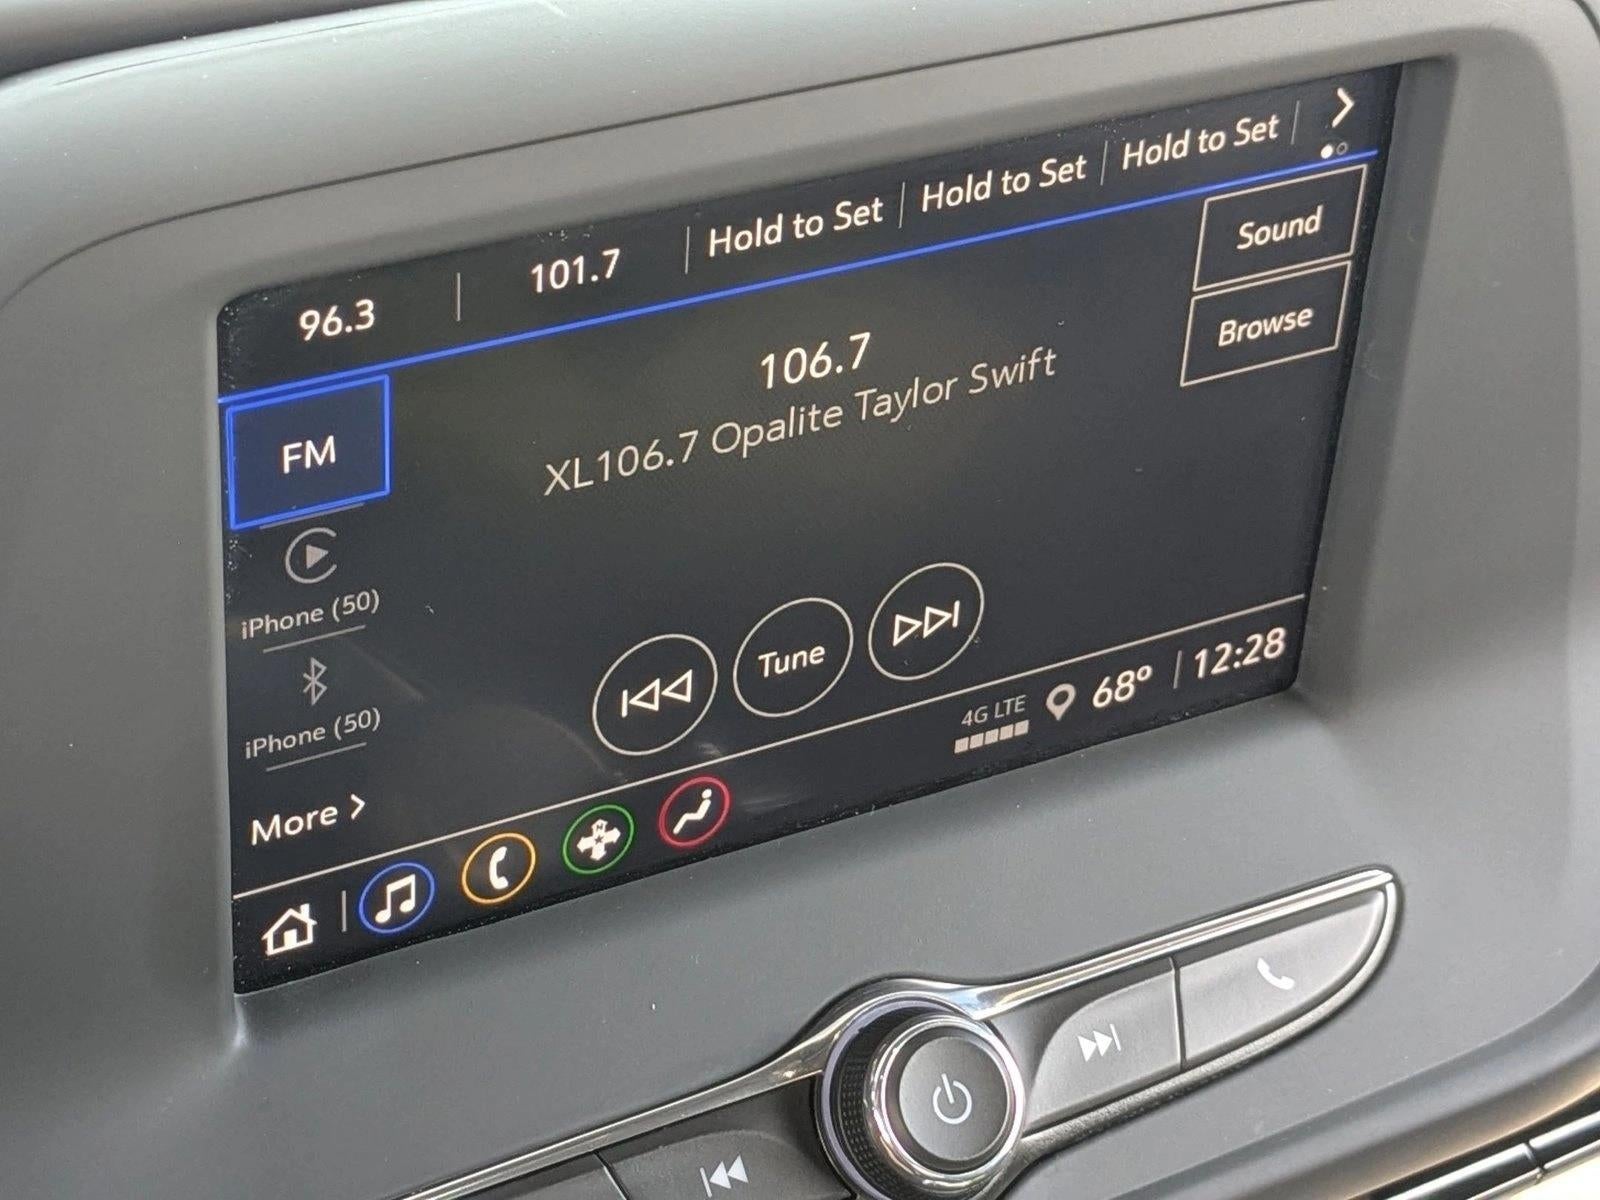 96.3 101.7 Hold to Set Hold to Set Hold to Set
Sound
Browse
106.7
XL106.7 Opalite Taylor Swift
FM
iPhone (50)
iPhone (50)
More
Tune
4G LTE
68° 12:28